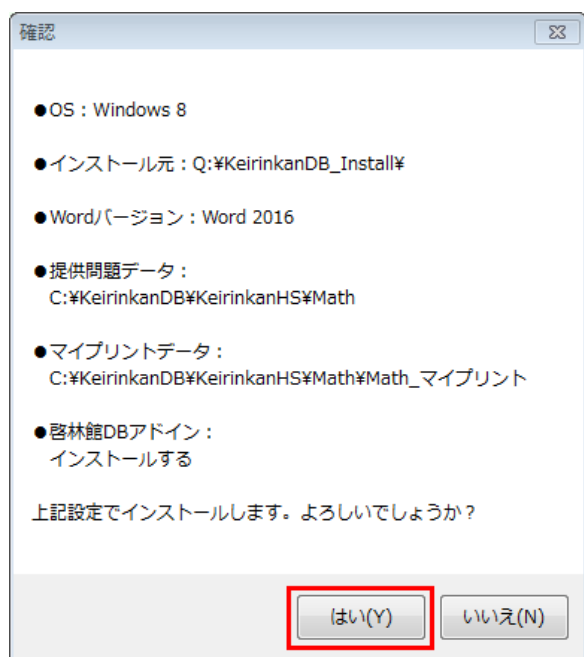 確認
●OS：Windows 8
●インストール元：Q:¥KeirinkanDB_Install¥
●Wordバージョン：Word 2016
●提供問題データ：
C:¥KeirinkanDB¥KeirinkanHS¥Math
●マイプリントデータ：
C:¥KeirinkanDB¥KeirinkanHS¥Math¥Math_マイプリント
●啓林館DBアドイン：
インストールする
上記設定でインストールします。よろしいでしょうか？
はい(Y) いいえ(N)